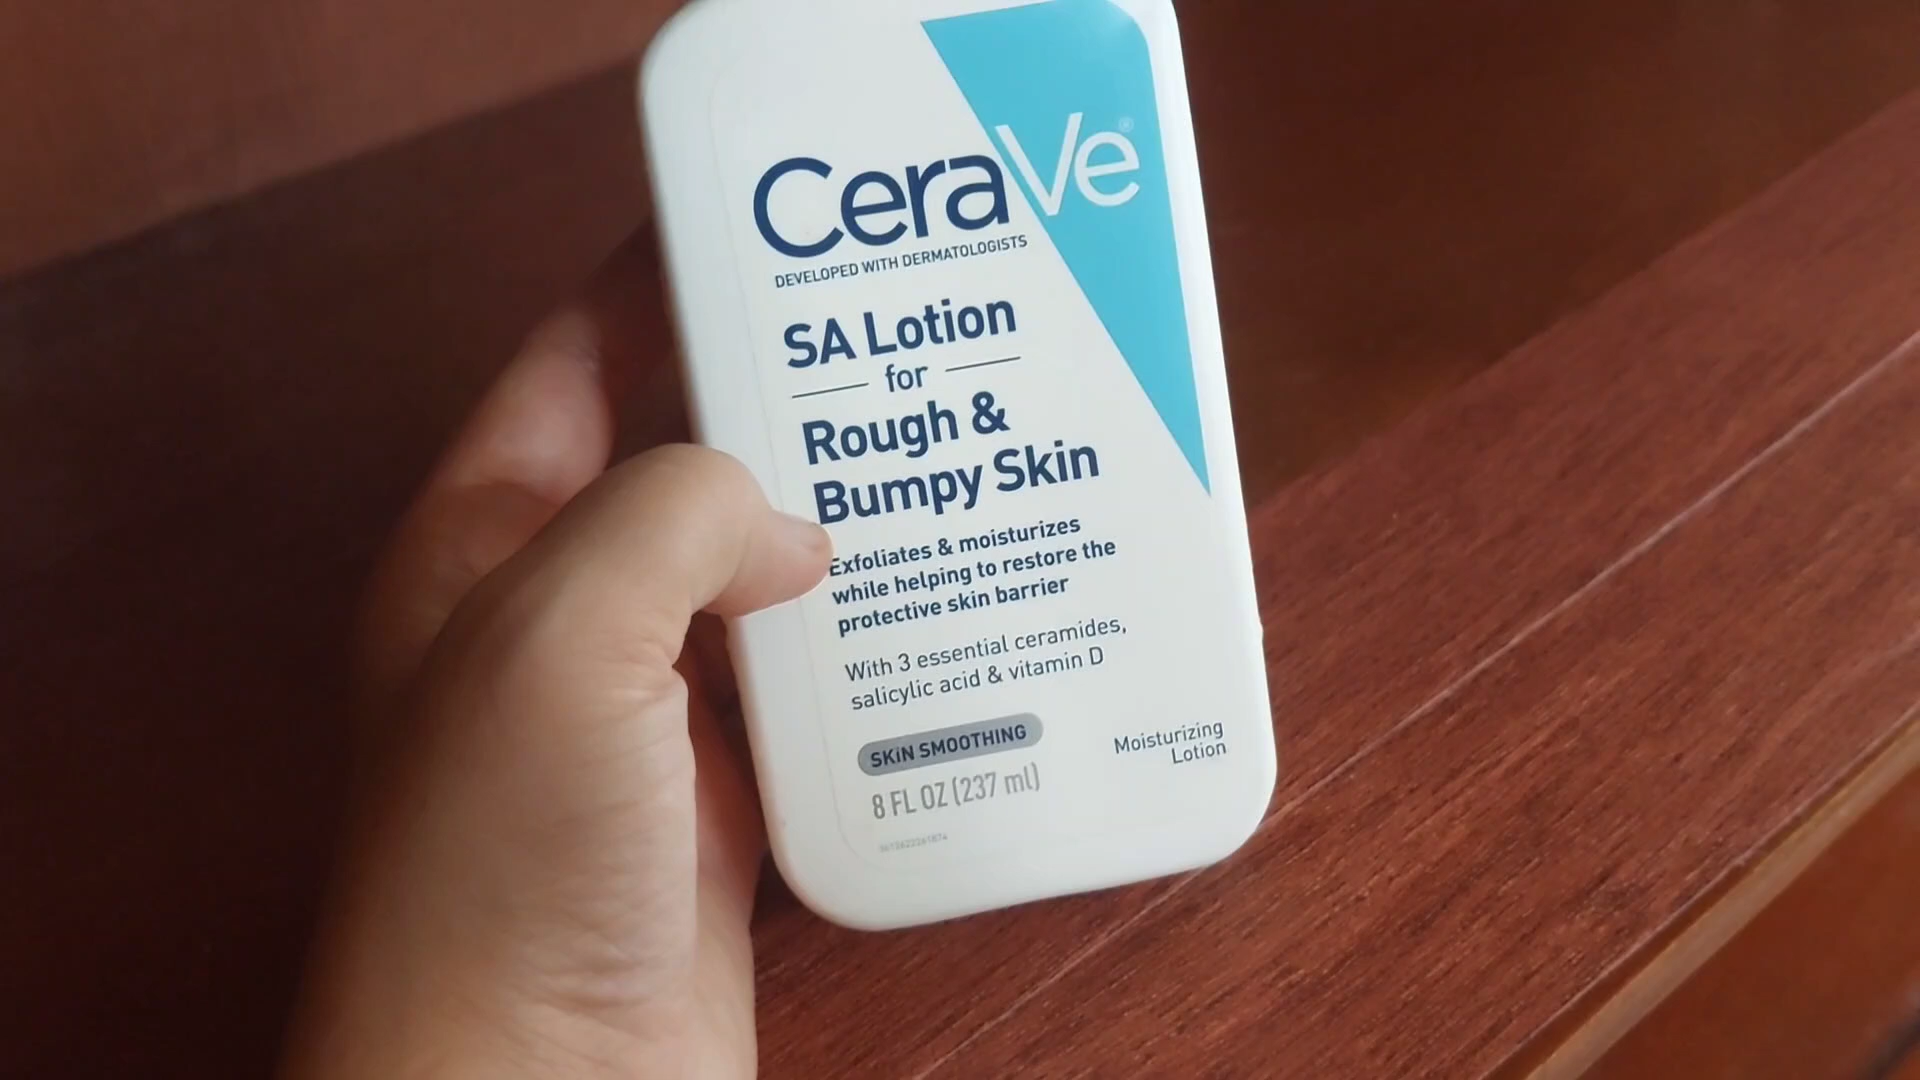 CeraVe®
DEVELOPED WITH DERMATOLOGISTS
SA Lotion
for
Rough &
Bumpy Skin
Exfoliates & moisturizes
while helping to restore the
protective skin barrier
With 3 essential ceramides,
salicylic acid & vitamin D
SKiN SMOOTHING
8 FL OZ (237 ml)
Moisturizing
Lotion